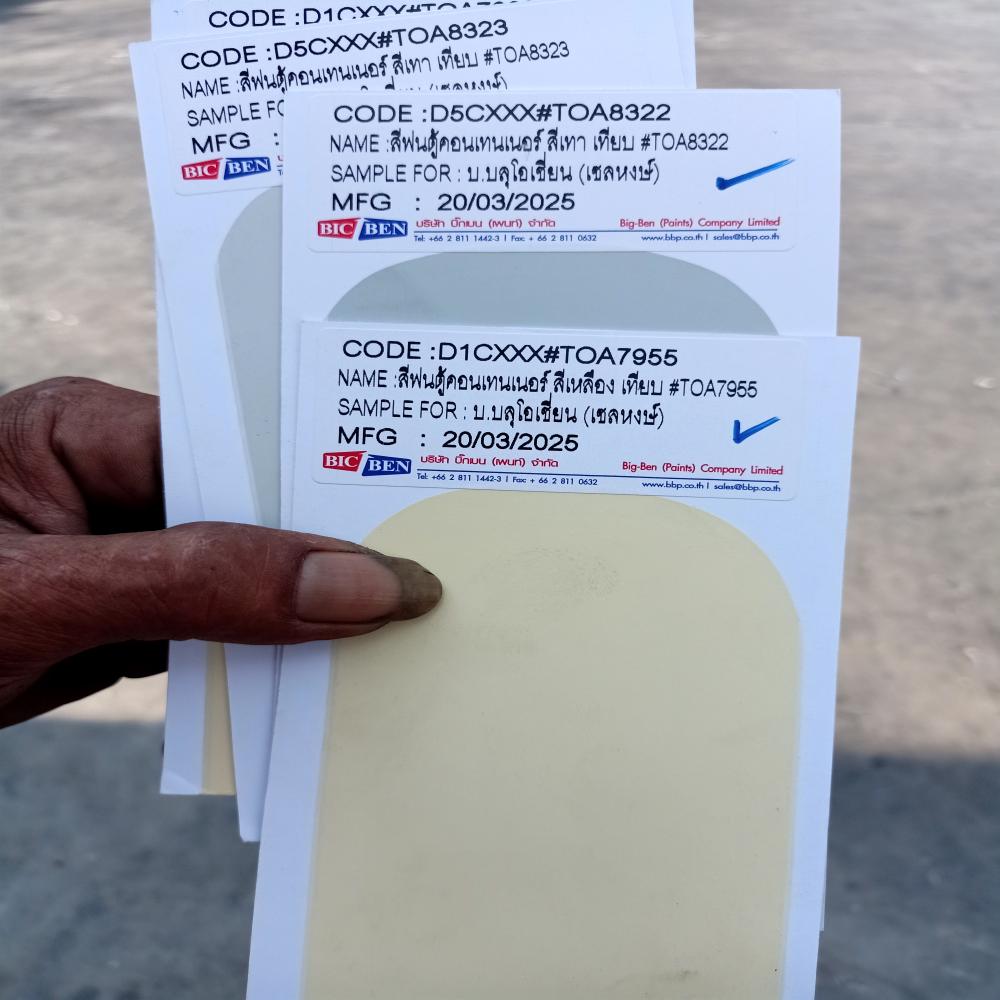 CODE :D1CXXX#TOA
CODE :D5CXXX#TOA8323
NAME :สีพ่นตู้คอนเทนเนอร์ สีเทา เทียบ #TOA8323
SAMPLE FO
(เชลหงษ์)
MFG :
BIC BEN
CODE :D5CXXX#TOA8322
NAME :สีพ่นตู้คอนเทนเนอร์ สีเทา เทียบ #TOA8322
SAMPLE FOR : บ.บลูโอเชี่ยน (เชลหงษ์)
MFG : 20/03/2025
BIC BEN บริษัท บิ๊กเบน (เพนท์) จำกัด Big-Ben (Paints) Company Limited
Tel: +66 2 811 1442-3 | Fax: + 66 2 811 0632 www.bbp.co.th | sales@bbp.co.th
CODE :D1CXXX#TOA7955
NAME :สีพ่นตู้คอนเทนเนอร์ สีเหลือง เทียบ #TOA7955
SAMPLE FOR : บ.บลูโอเชี่ยน (เชลหงษ์)
MFG : 20/03/2025
BIC BEN บริษัท บิ๊กเบน (เพนท์) จำกัด Big-Ben (Paints) Company Limited
Tel: +66 2 811 1442-3 | Fax: + 66 2 811 0632 www.bbp.co.th | sales@bbp.co.th